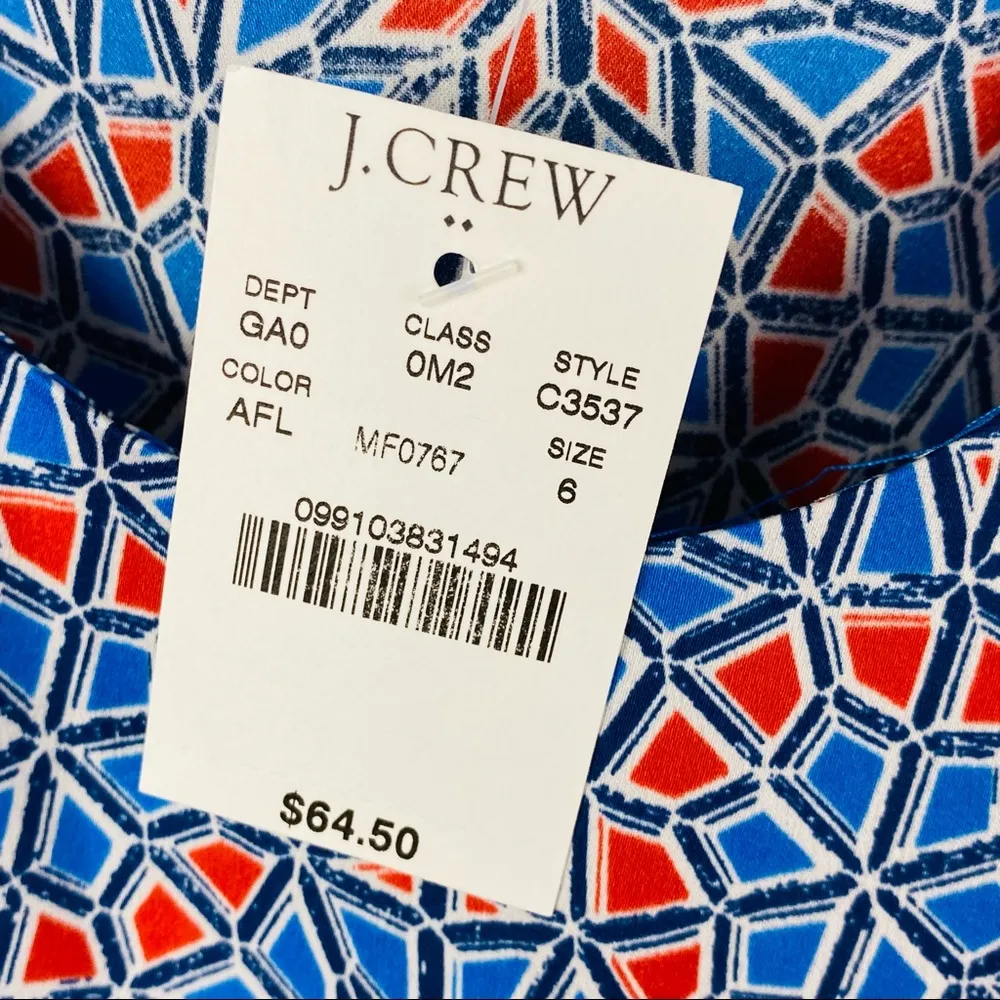 J.CREW
DEPT CLASS STYLE
GA0 0M2 C3537
COLOR SIZE
AFL MF0767 6
099103831494
$64.50